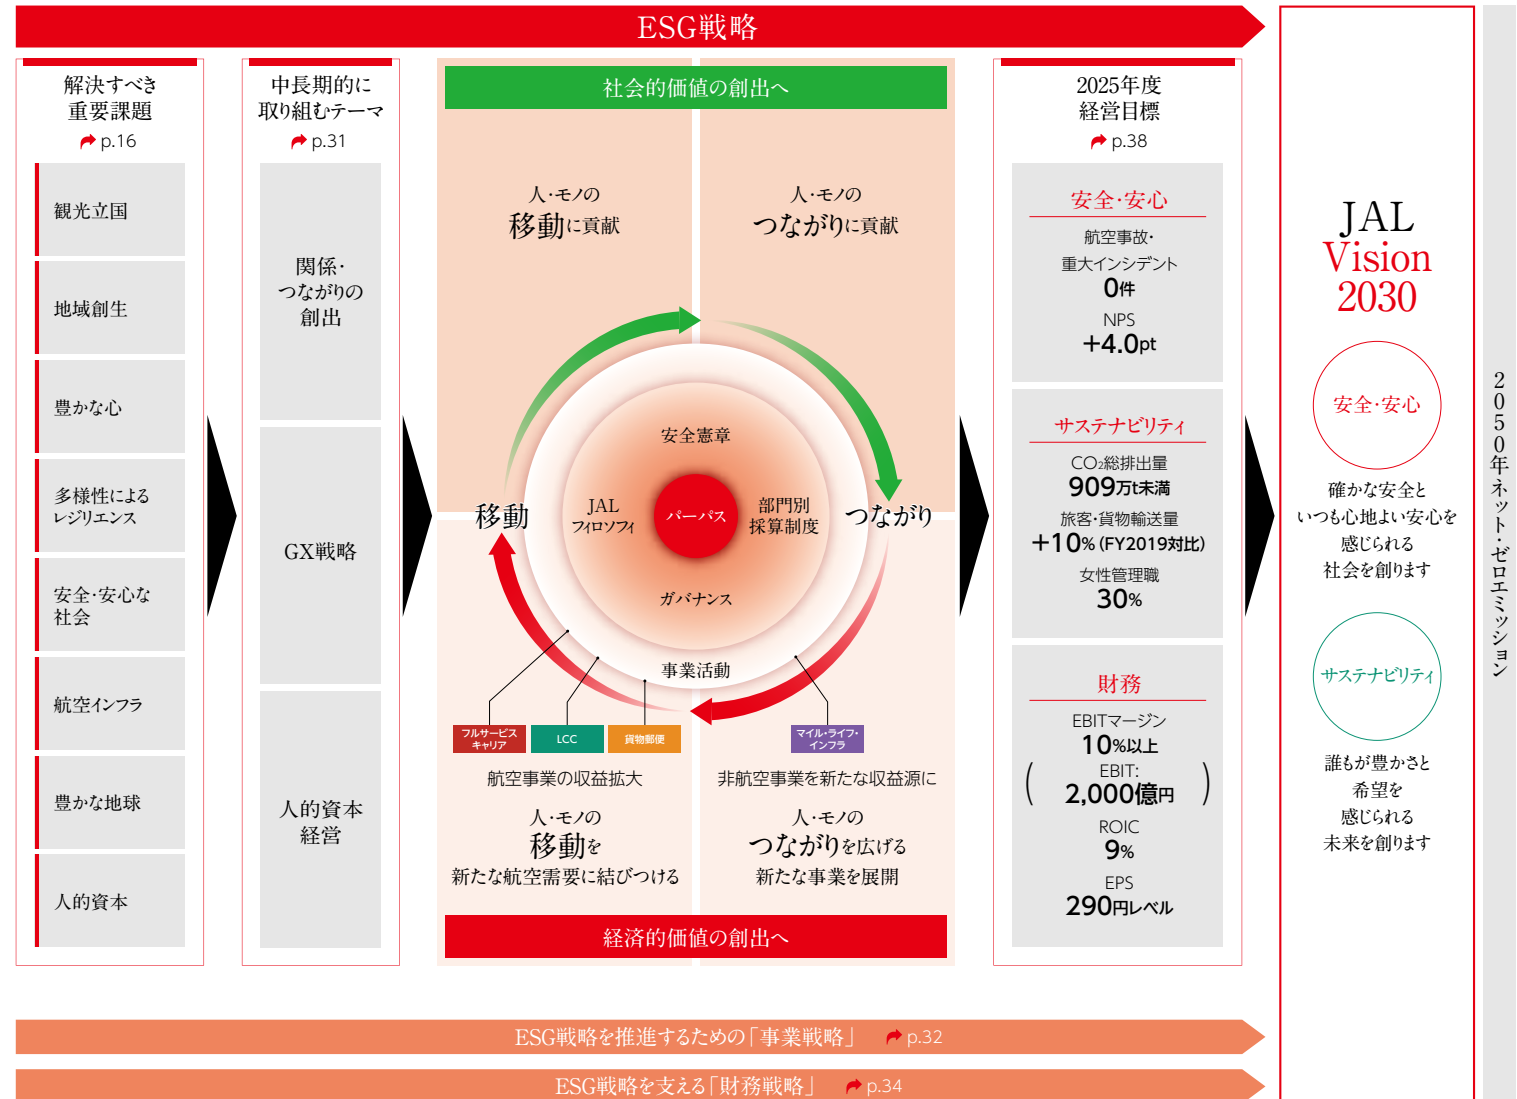 ESG戦略
解決すべき
重要課題
p.16
観光立国
地域創生
豊かな心
多様性による
レジリエンス
安全・安心な
社会
航空インフラ
豊かな地球
人的資本
中長期的に
取り組むテーマ
p.31
関係・
つながりの
創出
GX戦略
人的資本
経営
社会的価値の創出へ
人・モノの
移動に貢献
人・モノの
つながりに貢献
移動
つながり
安全憲章
JAL
フィロソフィ
パーパス
部門別
採算制度
ガバナンス
事業活動
フルサービス
キャリア
LCC
貨物郵便
マイル・ライフ・
インフラ
航空事業の収益拡大
人・モノの
移動を
新たな航空需要に結びつける
非航空事業を新たな収益源に
人・モノの
つながりを広げる
新たな事業を展開
経済的価値の創出へ
2025年度
経営目標
p.38
安全・安心
航空事故・
重大インシデント
0件
NPS
+4.0pt
サステナビリティ
CO₂総排出量
909万t未満
旅客・貨物輸送量
+10%(FY2019対比)
女性管理職
30%
財務
EBITマージン
10%以上
(EBIT:
2,000億円)
ROIC
9%
EPS
290円レベル
JAL
Vision
2030
安全・安心
確かな安全と
いつも心地よい安心を
感じられる
社会を創ります
サステナビリティ
誰もが豊かさと
希望を
感じられる
未来を創ります
2050年ネット・ゼロエミッション
ESG戦略を推進するための「事業戦略」 p.32
ESG戦略を支える「財務戦略」 p.34